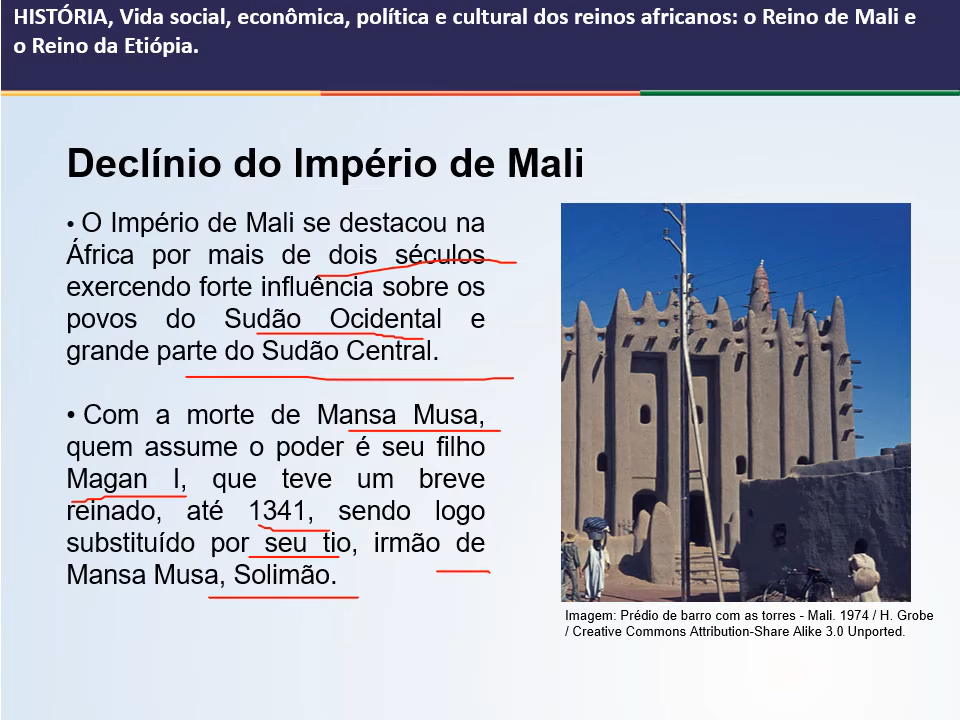 HISTÓRIA, Vida social, econômica, política e cultural dos reinos africanos: o Reino de Mali e
o Reino da Etiópia.
Declínio do Império de Mali
• O Império de Mali se destacou na
África por mais de dois séculos
exercendo forte influência sobre os
povos do Sudão Ocidental e
grande parte do Sudão Central.
• Com a morte de Mansa Musa,
quem assume o poder é seu filho
Magan I, que teve um breve
reinado, até 1341, sendo logo
substituído por seu tio, irmão de
Mansa Musa, Solimão.
Imagem: Prédio de barro com as torres - Mali. 1974 / H. Grobe
/ Creative Commons Attribution-Share Alike 3.0 Unported.